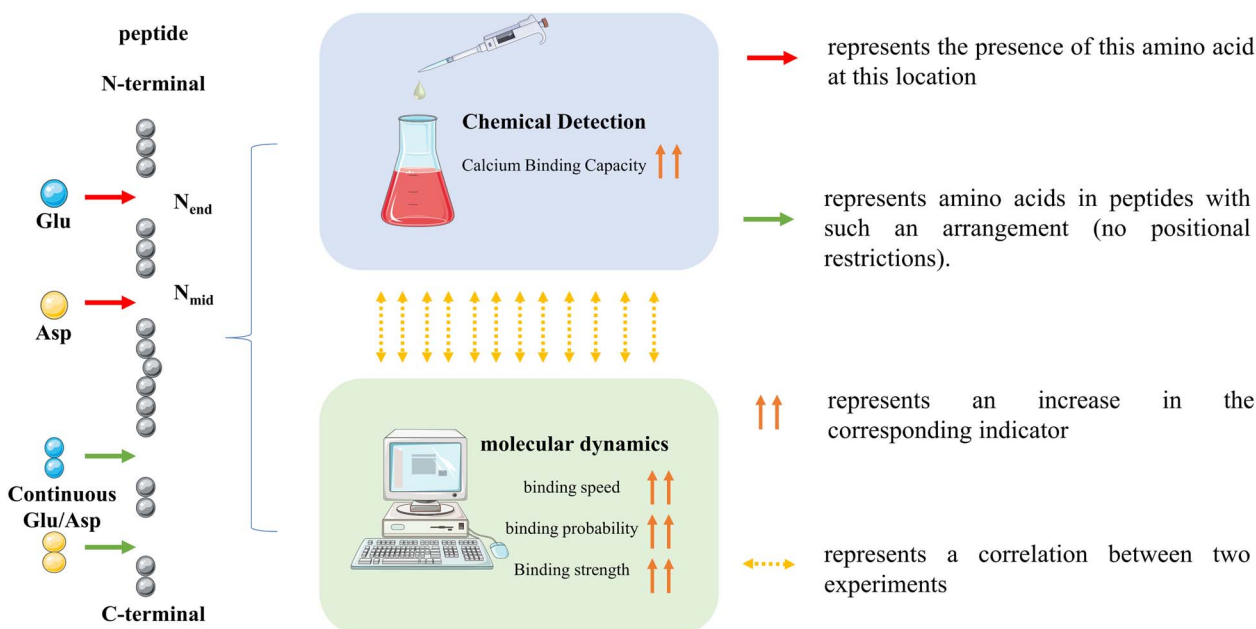 peptide
N-terminal
Glu
N_end
Asp
N_mid
Continuous
Glu/Asp
C-terminal
Chemical Detection
Calcium Binding Capacity
molecular dynamics
binding speed
binding probability
Binding strength
represents the presence of this amino acid
at this location
represents amino acids in peptides with
such an arrangement (no positional
restrictions).
represents an increase in the
corresponding indicator
represents a correlation between two
experiments